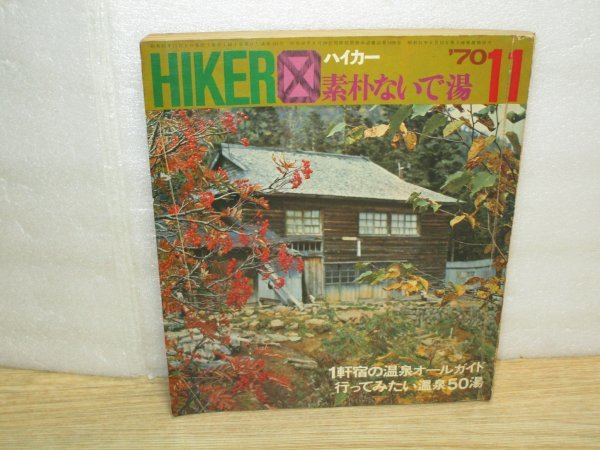 HIKER
ハイカー
'70 11
素朴ないで湯
1軒宿の温泉オールガイド
行ってみたい温泉50湯